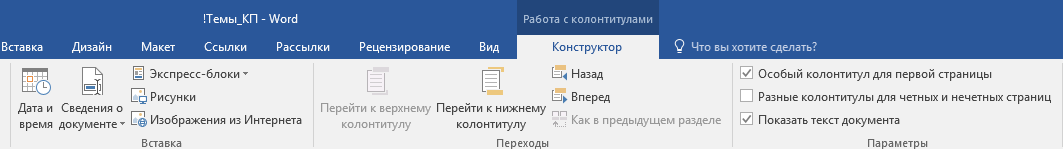 !Темы_КП - Word
Работа с колонтитулами
Вставка Дизайн Макет Ссылки Рассылки Рецензирование Вид Конструктор Что вы хотите сделать?
Дата и время
Сведения о документе
Экспресс-блоки
Рисунки
Изображения из Интернета
Вставка
Перейти к верхнему колонтитулу
Перейти к нижнему колонтитулу
Назад
Вперед
Как в предыдущем разделе
Переходы
Особый колонтитул для первой страницы
Разные колонтитулы для четных и нечетных страниц
Показать текст документа
Параметры